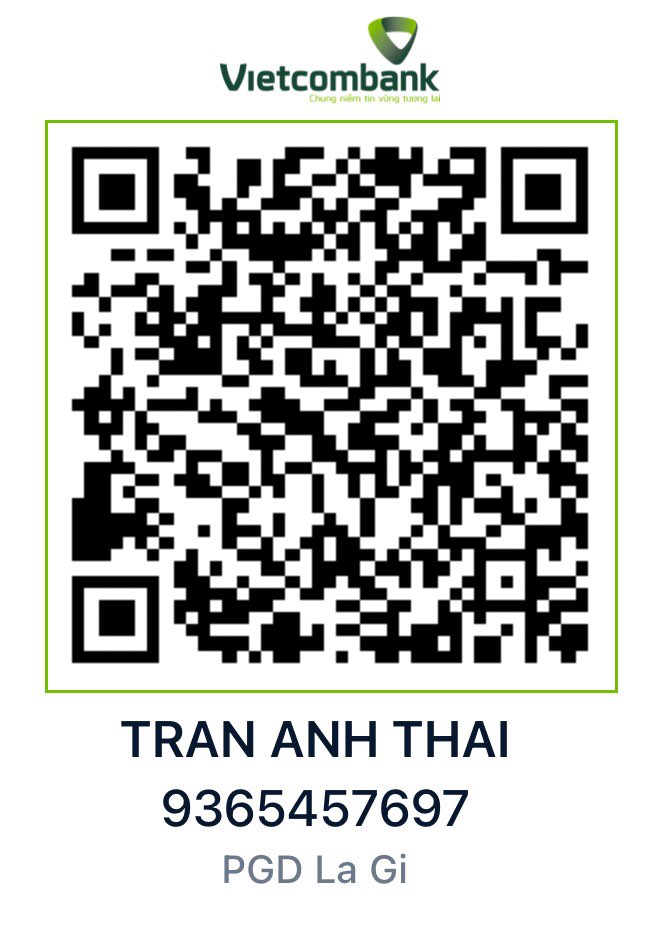 Vietcombank
Chung niềm tin vững tương lai
TRAN ANH THAI
9365457697
PGD La Gi